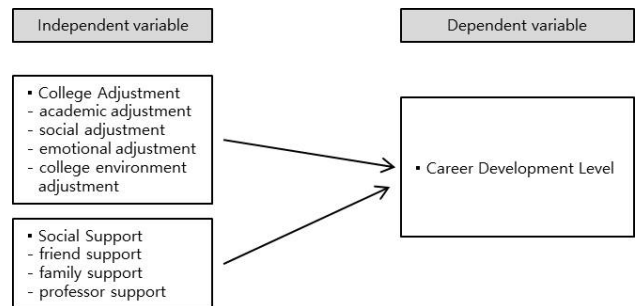 Independent variable
Dependent variable
▪ College Adjustment
- academic adjustment
- social adjustment
- emotional adjustment
- college environment
adjustment
▪ Career Development Level
▪ Social Support
- friend support
- family support
- professor support